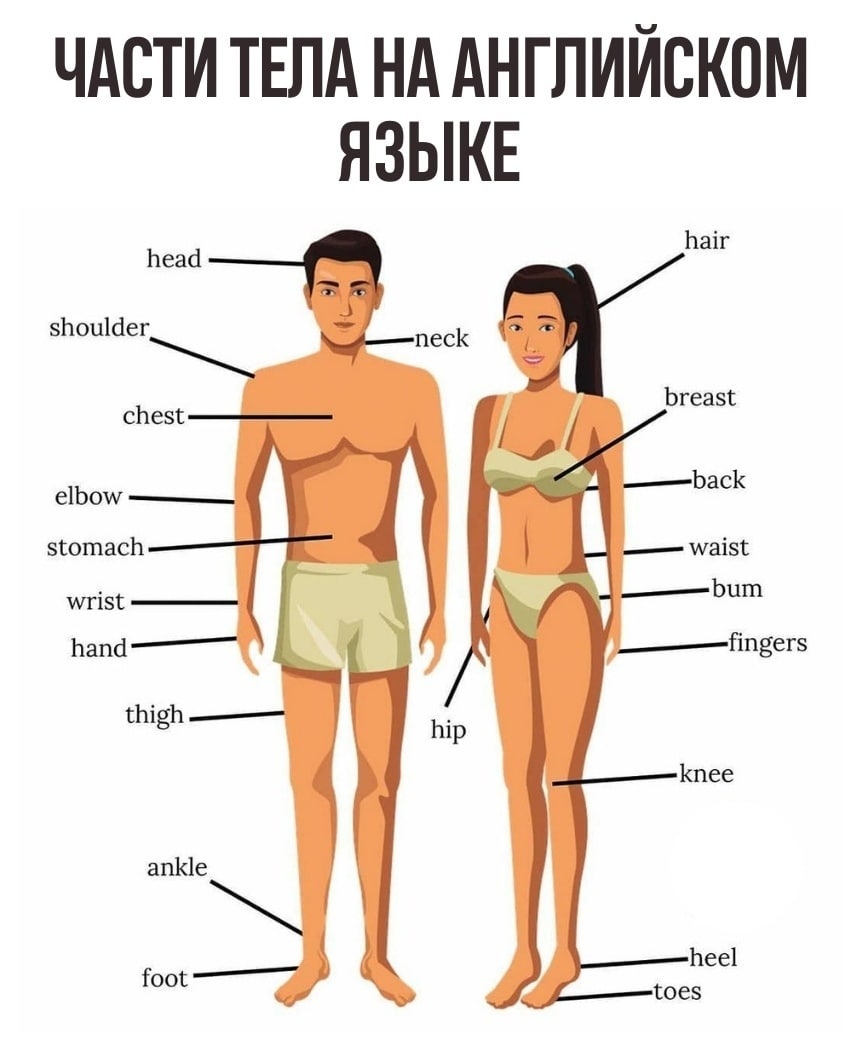 ЧАСТИ ТЕЛА НА АНГЛИЙСКОМ
ЯЗЫКЕ
head
hair
shoulder
neck
chest
breast
elbow
back
stomach
waist
wrist
bum
hand
fingers
thigh
hip
knee
ankle
heel
foot
toes